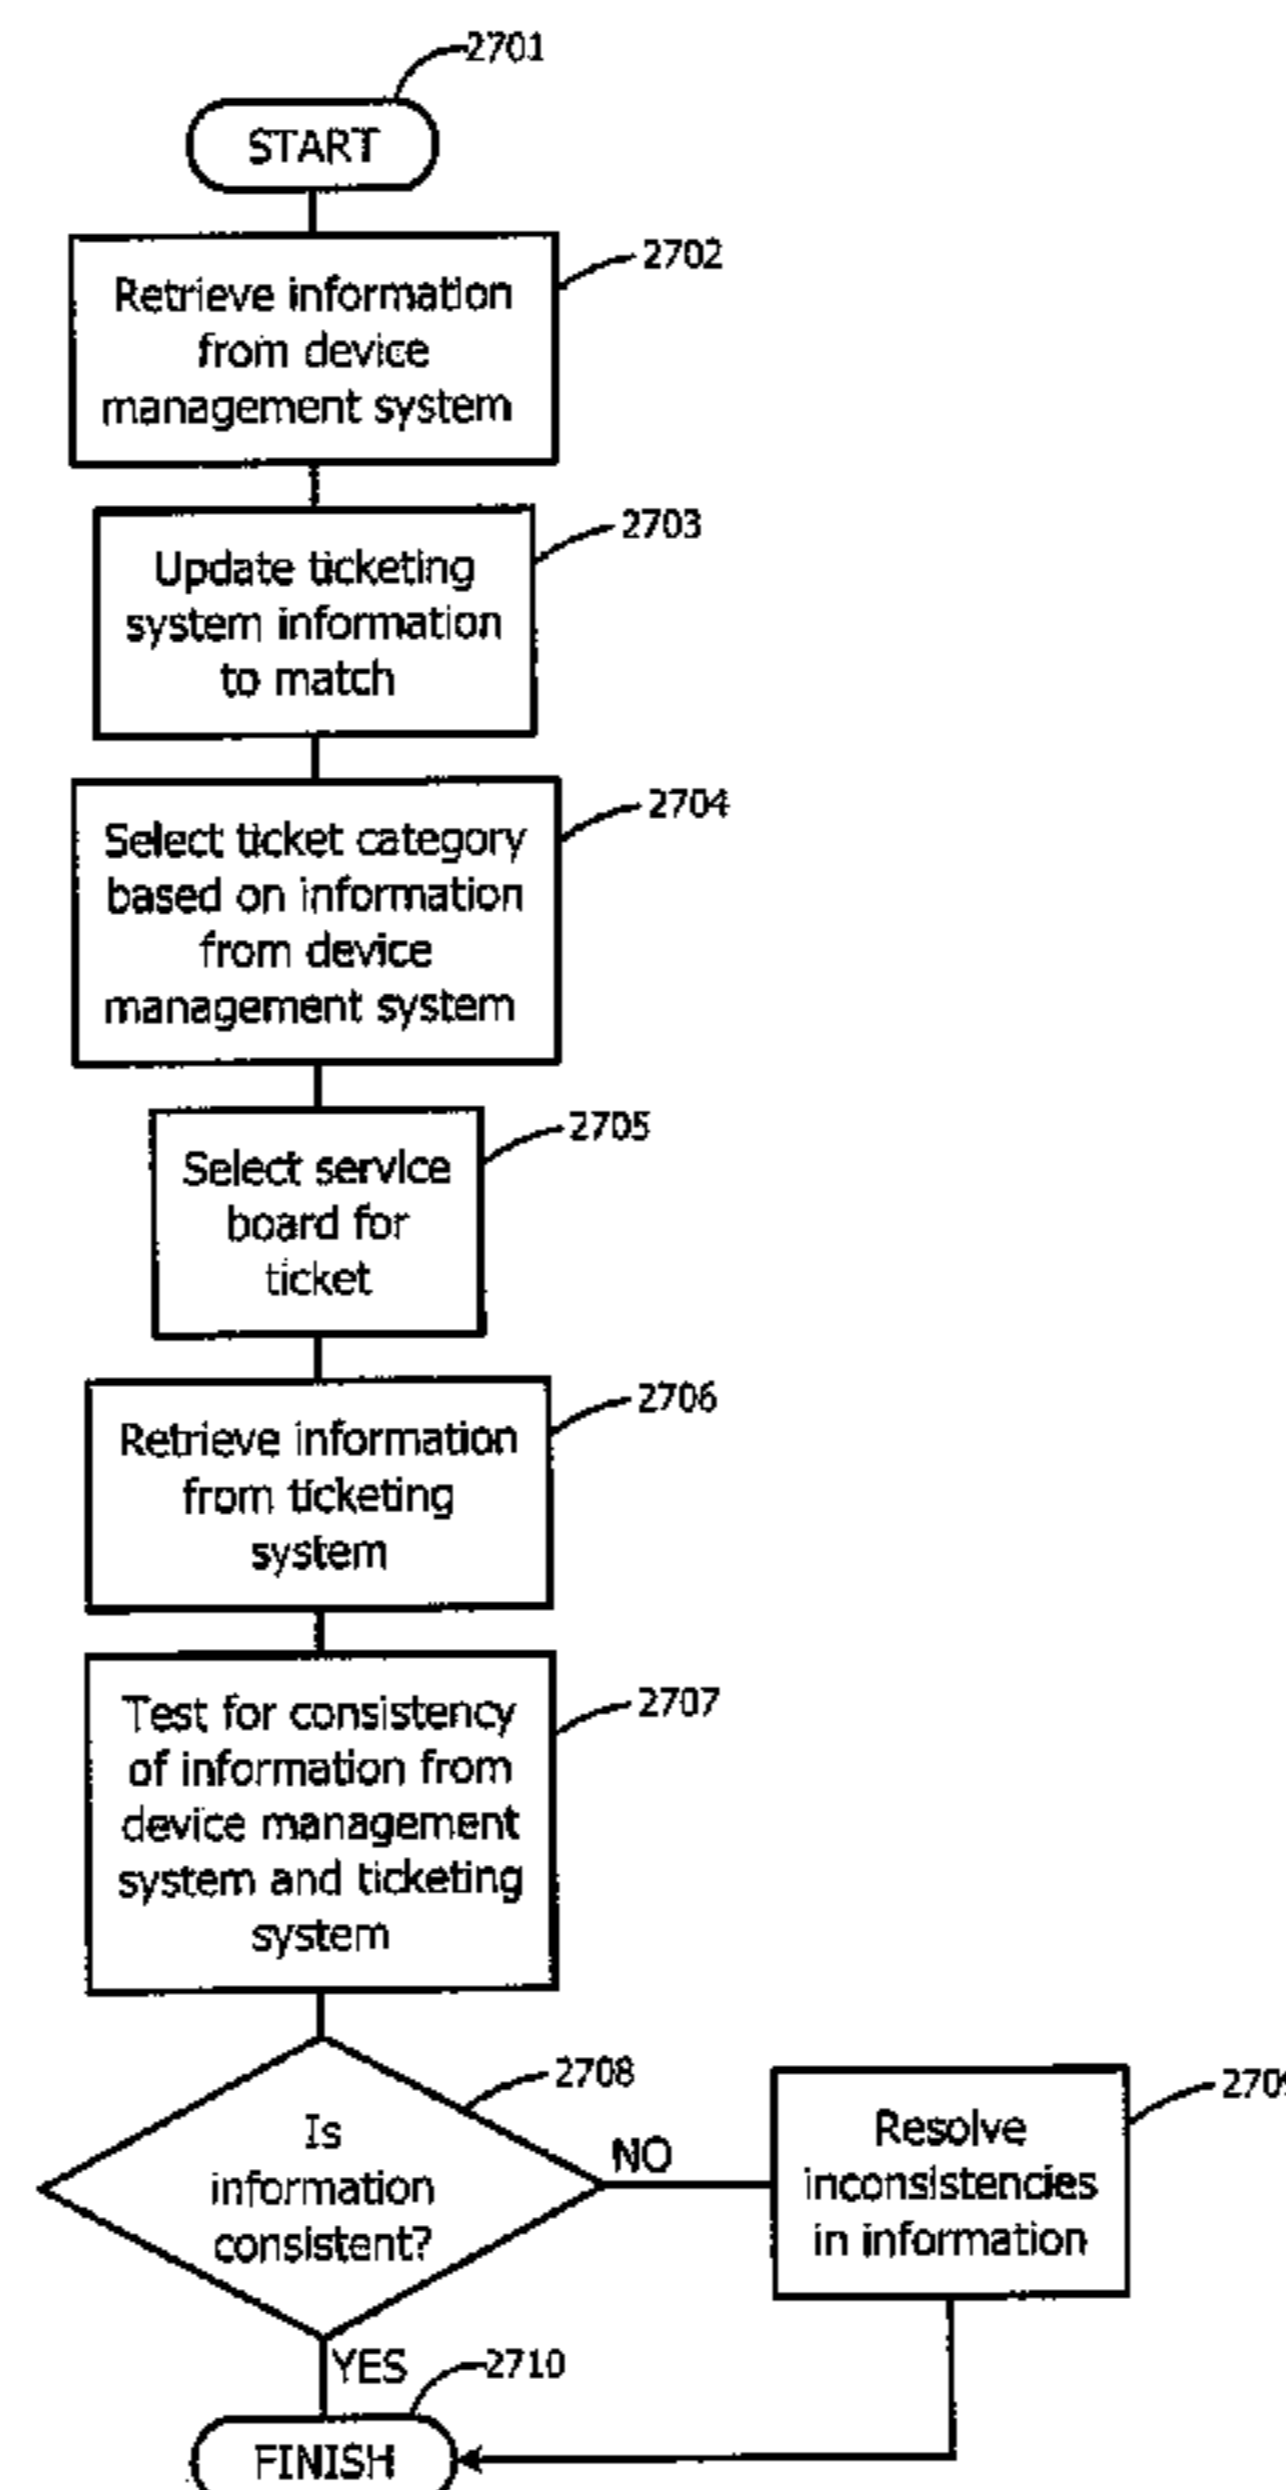 2701
START
2702
Retrieve information
from device
management system
2703
Update ticketing
system information
to match
2704
Select ticket category
based on information
from device
management system
2705
Select service
board for
ticket
2706
Retrieve information
from ticketing
system
2707
Test for consistency
of information from
device management
system and ticketing
system
2708
Is
information
consistent?
NO
2709
Resolve
inconsistencies
in information
YES
2710
FINISH